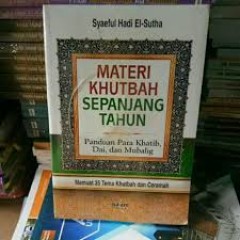 Syaeful Hadi El-Sutha
MATERI
KHUTBAH
SEPANJANG
TAHUN
Panduan Para Khatib,
Dai, dan Mubalig
Memuat 35 Tema Khutbah dan Ceramah